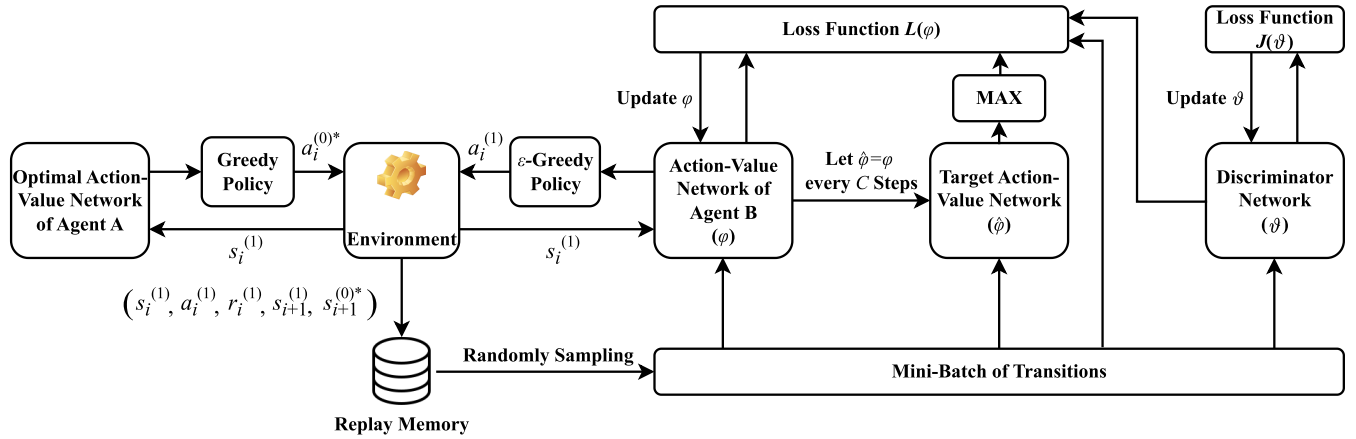 Loss Function L(φ)
Loss Function
J(ϑ)
Update φ
MAX
Update ϑ
Optimal Action-
Value Network
of Agent A
Greedy
Policy
a_i^{(0)*}
Environment
a_i^{(1)}
ε-Greedy
Policy
Action-Value
Network of
Agent B
(φ)
Let φ̂=φ
every C Steps
Target Action-
Value Network
(φ̂)
Discriminator
Network
(ϑ)
s_i^{(1)}
s_i^{(1)}
(s_i^{(1)}, a_i^{(1)}, r_i^{(1)}, s_{i+1}^{(1)}, s_{i+1}^{(0)*})
Randomly Sampling
Mini-Batch of Transitions
Replay Memory